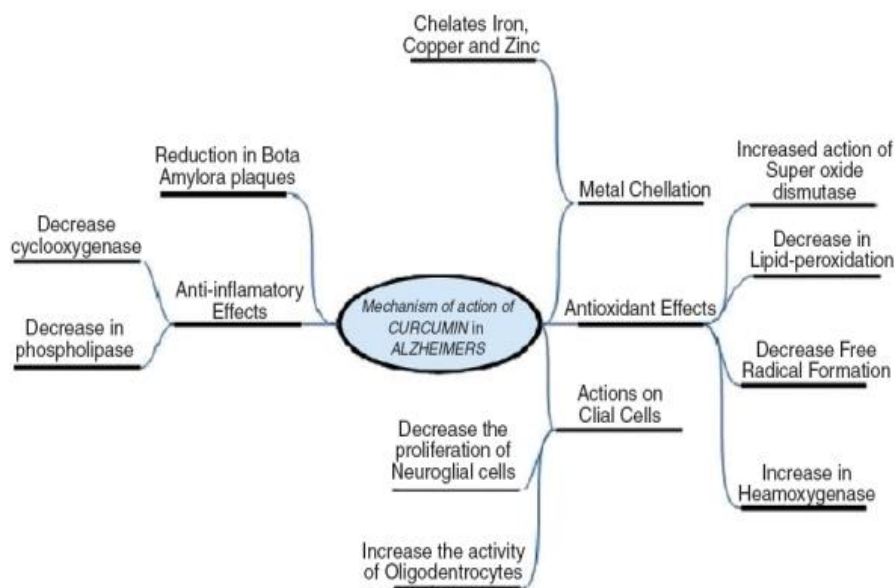 Chelates Iron,
Copper and Zinc
Reduction in Bota
Amylora plaques
Metal Chellation
Increased action of
Super oxide
dismutase
Decrease
cyclooxygenase
Decrease in
Lipid-peroxidation
Anti-inflamatory
Effects
Mechanism of action of
CURCUMIN in
ALZHEIMERS
Antioxidant Effects
Decrease in
phospholipase
Decrease Free
Radical Formation
Actions on
Clial Cells
Decrease the
proliferation of
Neuroglial cells
Increase in
Heamoxygenase
Increase the activity
of Oligodentrocytes